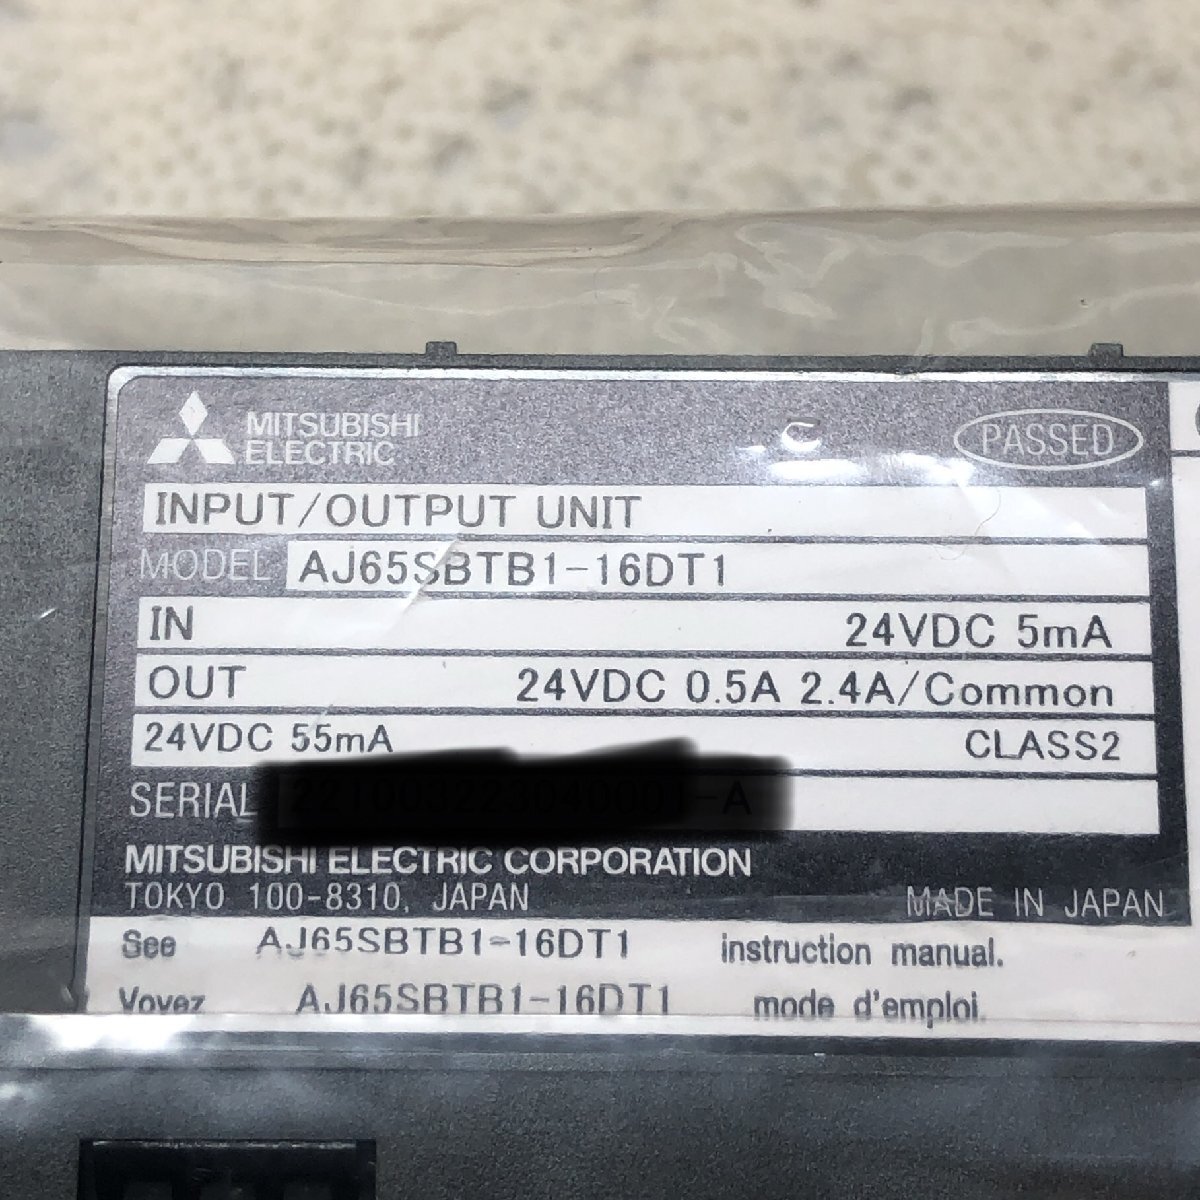 MITSUBISHI
ELECTRIC
PASSED
INPUT/OUTPUT UNIT
MODEL AJ65SBTB1-16DT1
IN 24VDC 5mA
OUT 24VDC 0.5A 2.4A/Common
24VDC 55mA CLASS2
SERIAL
MITSUBISHI ELECTRIC CORPORATION
TOKYO 100-8310, JAPAN MADE IN JAPAN
See AJ65SBTB1-16DT1 instruction manual.
Voyez AJ65SBTB1-16DT1 mode d'emploi.